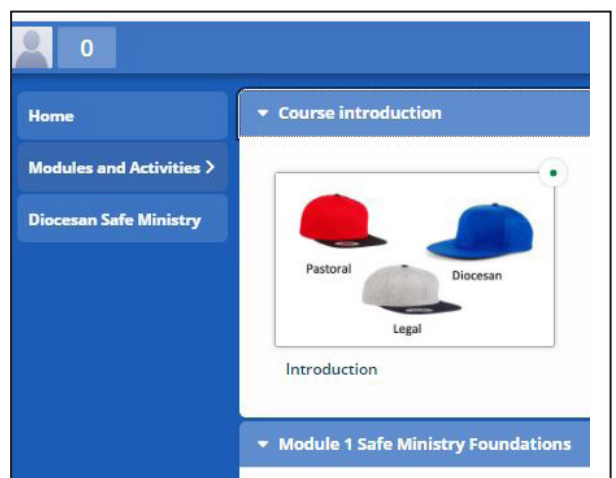 0
Home
Modules and Activities >
Diocesan Safe Ministry
Course introduction
Pastoral
Diocesan
Legal
Introduction
Module 1 Safe Ministry Foundations